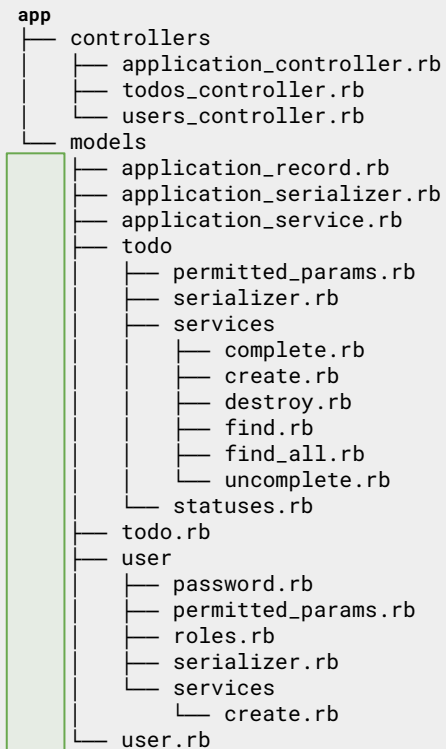 app
├── controllers
│   ├── application_controller.rb
│   ├── todos_controller.rb
│   └── users_controller.rb
└── models
    ├── application_record.rb
    ├── application_serializer.rb
    ├── application_service.rb
    ├── todo
    │   ├── permitted_params.rb
    │   ├── serializer.rb
    │   ├── services
    │   │   ├── complete.rb
    │   │   ├── create.rb
    │   │   ├── destroy.rb
    │   │   ├── find.rb
    │   │   ├── find_all.rb
    │   │   └── uncomplete.rb
    │   └── statuses.rb
    ├── todo.rb
    ├── user
    │   ├── password.rb
    │   ├── permitted_params.rb
    │   ├── roles.rb
    │   ├── serializer.rb
    │   └── services
    │       └── create.rb
    └── user.rb